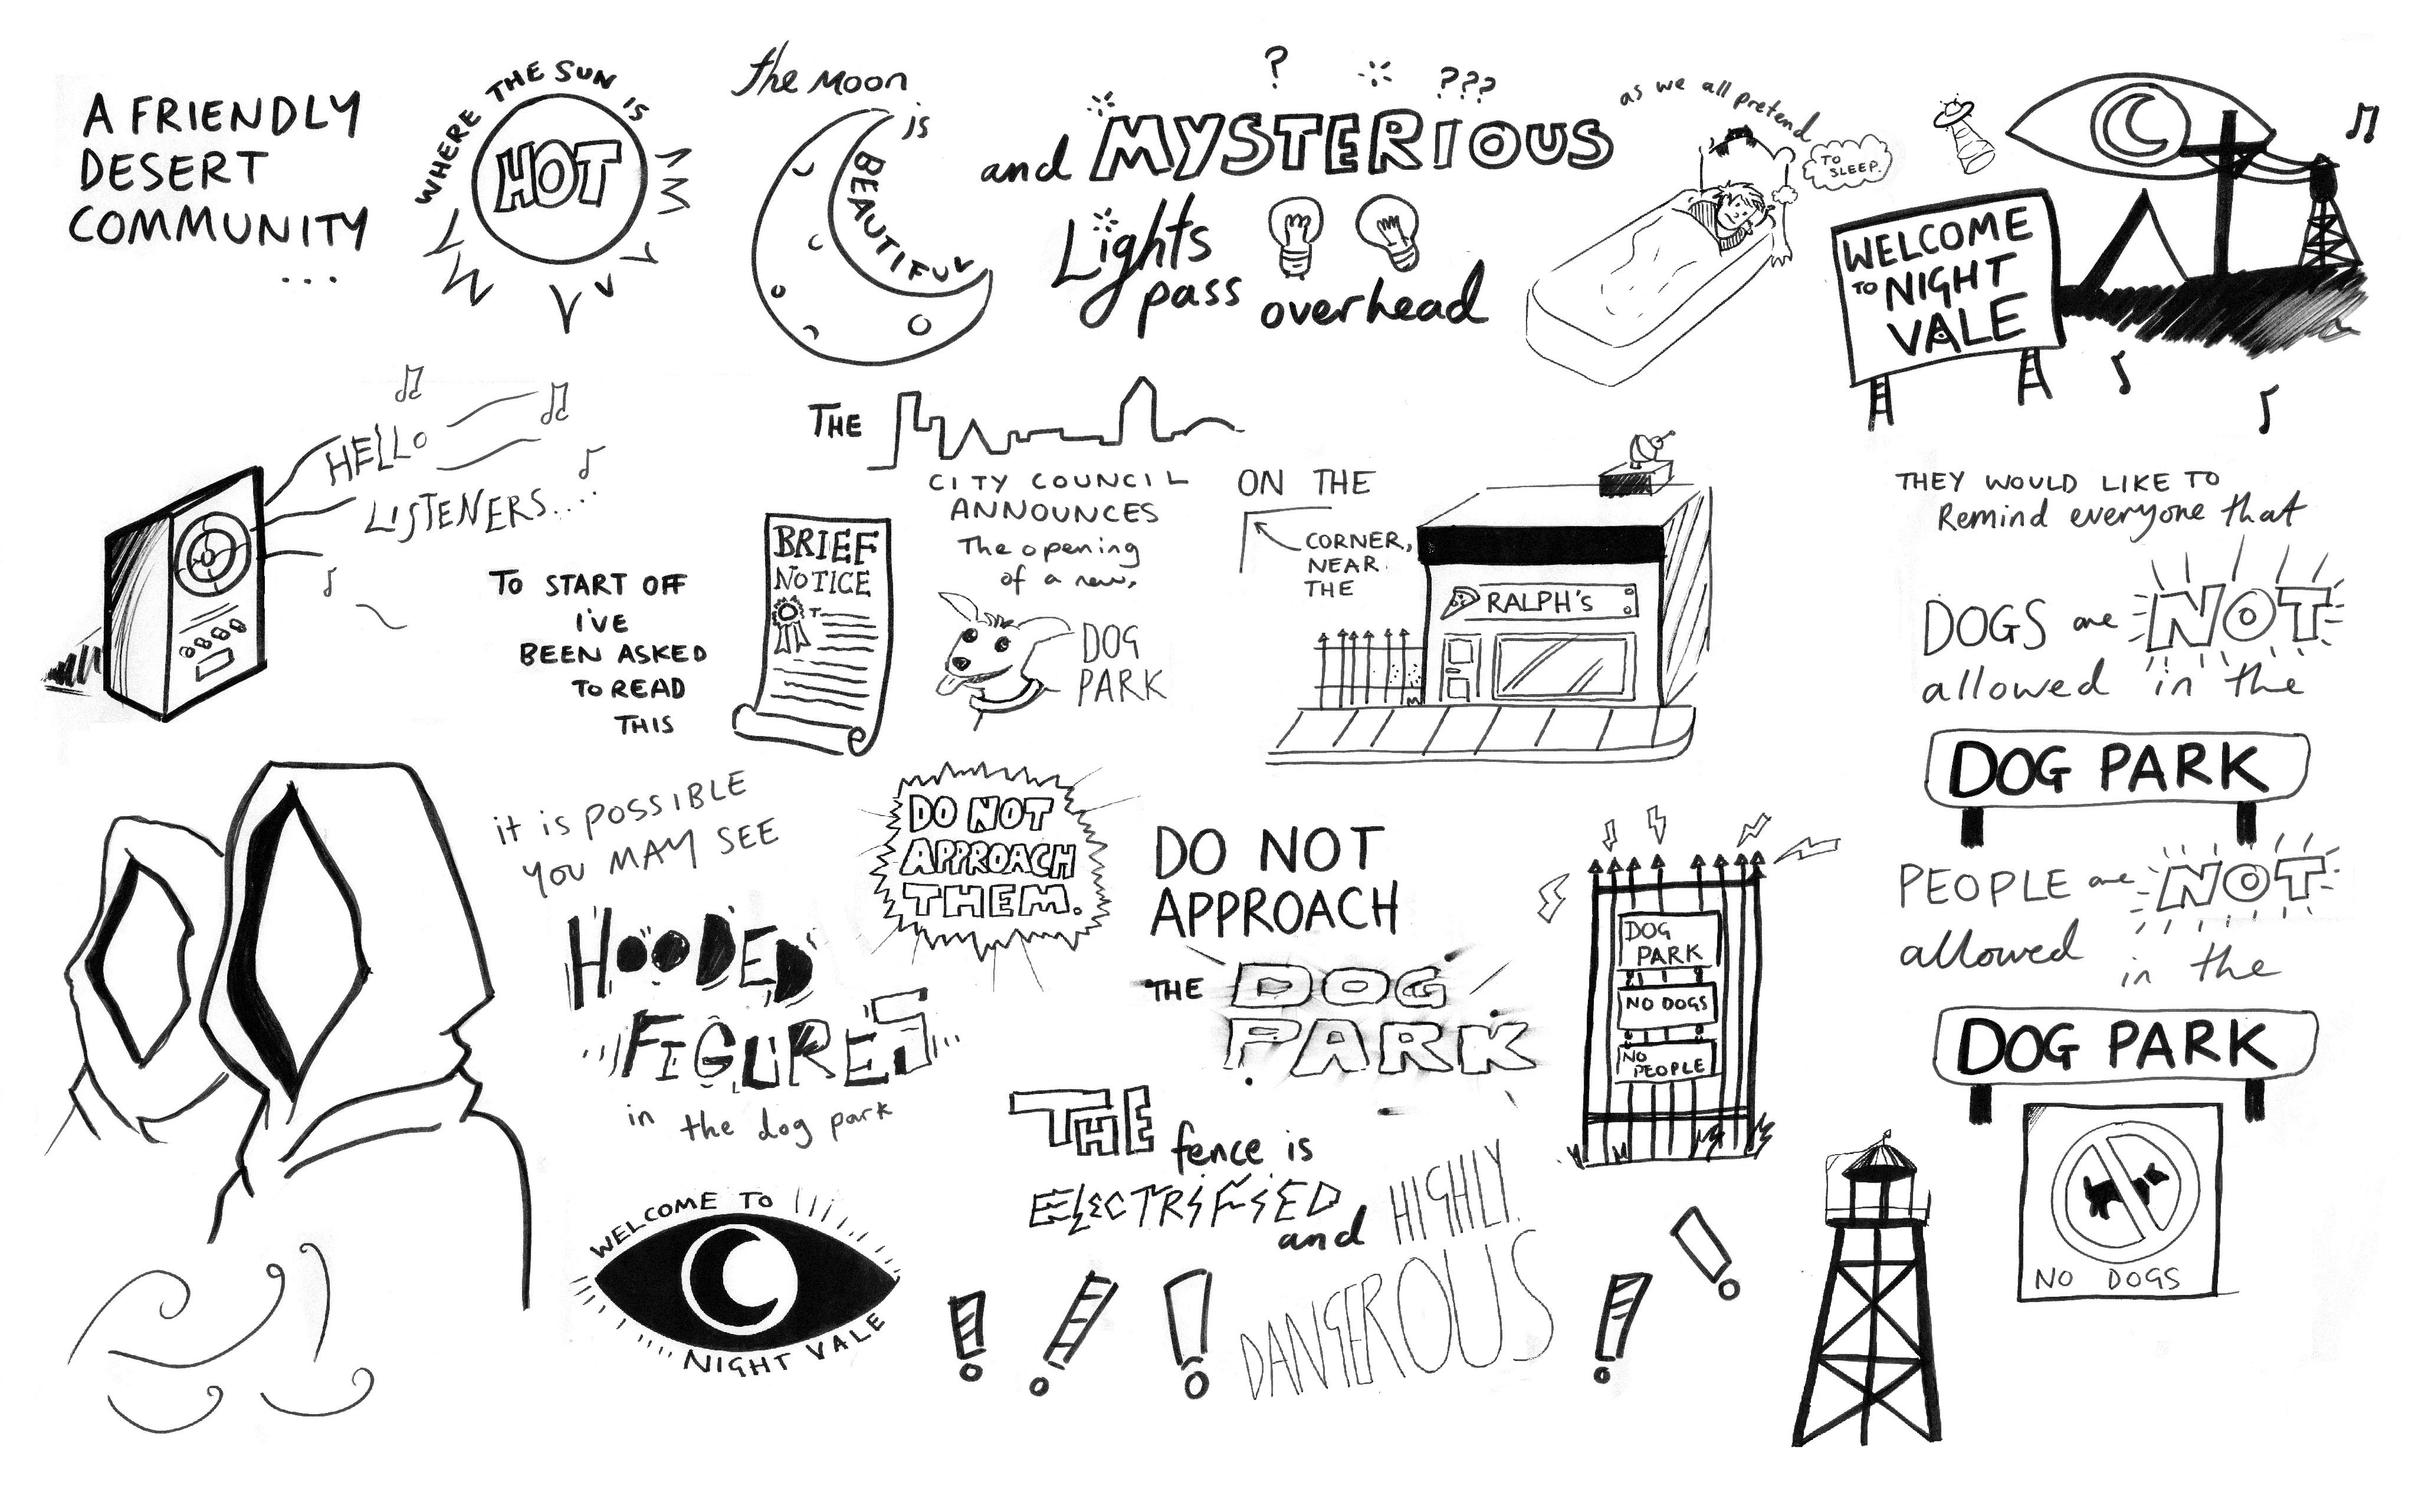 A FRIENDLY
DESERT
COMMUNITY
...
WHERE THE SUN IS
HOT
the Moon
is
BEAUTIFUL
? ???
and MYSTERIOUS
Lights
pass overhead
as we all pretend
TO
SLEEP.
WELCOME
TO NIGHT
VALE
HELLO
LISTENERS....
TO START OFF
I'VE
BEEN ASKED
TO READ
THIS
BRIEF
NOTICE
THE
CITY COUNCIL
ANNOUNCES
The opening
of a new,
DOG
PARK
ON THE
CORNER,
NEAR
THE
RALPH'S
THEY WOULD LIKE TO
Remind everyone that
DOGS are NOT
allowed in the
DOG PARK
PEOPLE are NOT
allowed in the
DOG PARK
NO DOGS
it is POSSIBLE
YOU MAY SEE
HOODED
FIGURES
in the dog park
DO NOT
APPROACH
THEM.
DO NOT
APPROACH
THE DOG
PARK
DOG
PARK
NO DOGS
NO
PEOPLE
THE
fence is
ELECTRIFIED
and HIGHLY
DANGEROUS
! ! ! ! !
WELCOME TO
NIGHT VALE